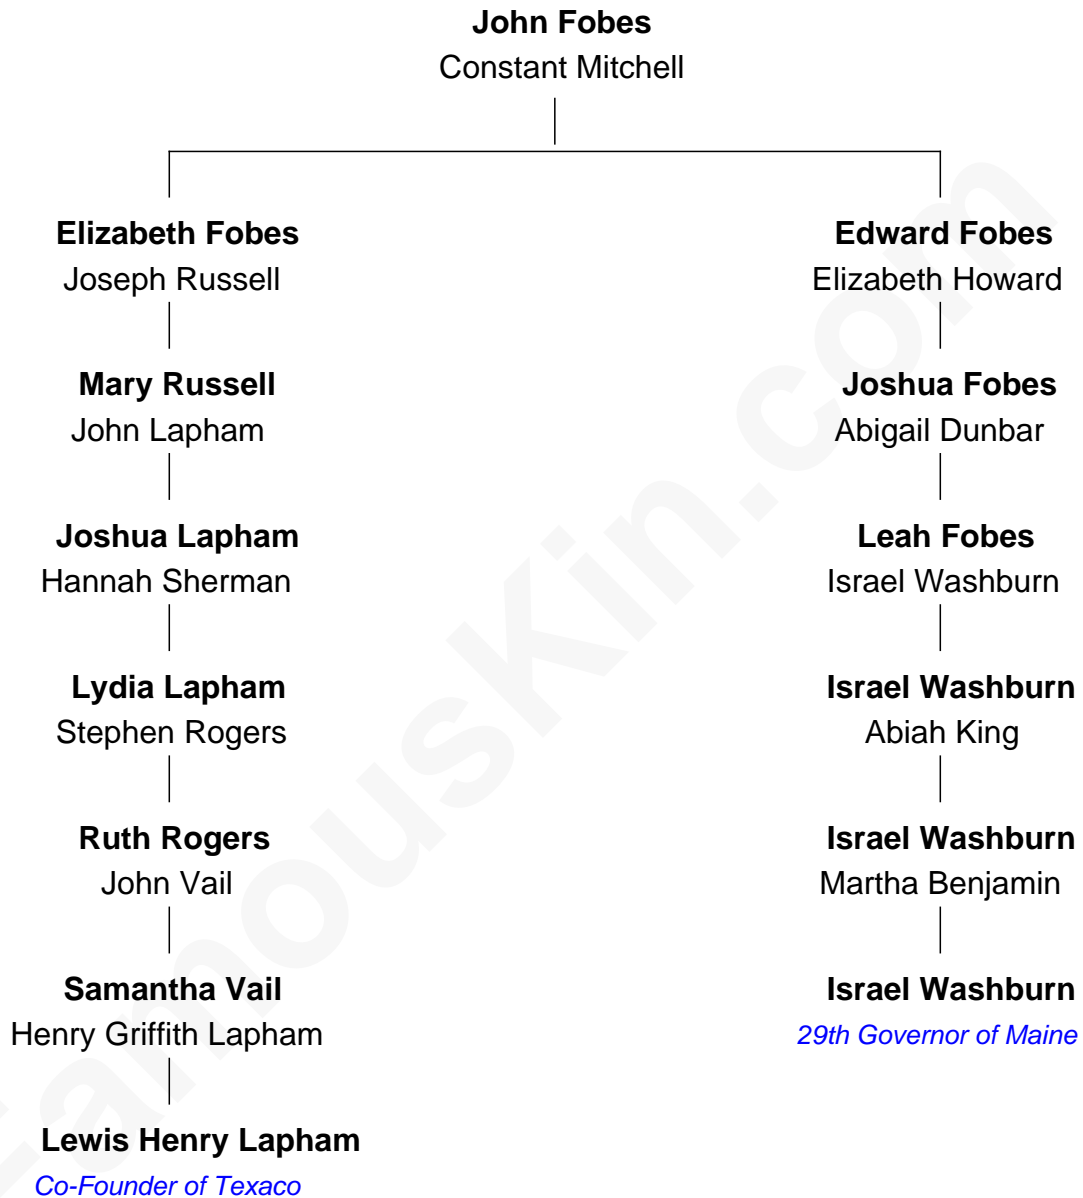 John Fobes
Constant Mitchell
Elizabeth Fobes
Joseph Russell
Mary Russell
John Lapham
Joshua Lapham
Hannah Sherman
Lydia Lapham
Stephen Rogers
Ruth Rogers
John Vail
Samantha Vail
Henry Griffith Lapham
Lewis Henry Lapham
Co-Founder of Texaco
Edward Fobes
Elizabeth Howard
Joshua Fobes
Abigail Dunbar
Leah Fobes
Israel Washburn
Israel Washburn
Abiah King
Israel Washburn
Martha Benjamin
Israel Washburn
29th Governor of Maine
FamousKin.com